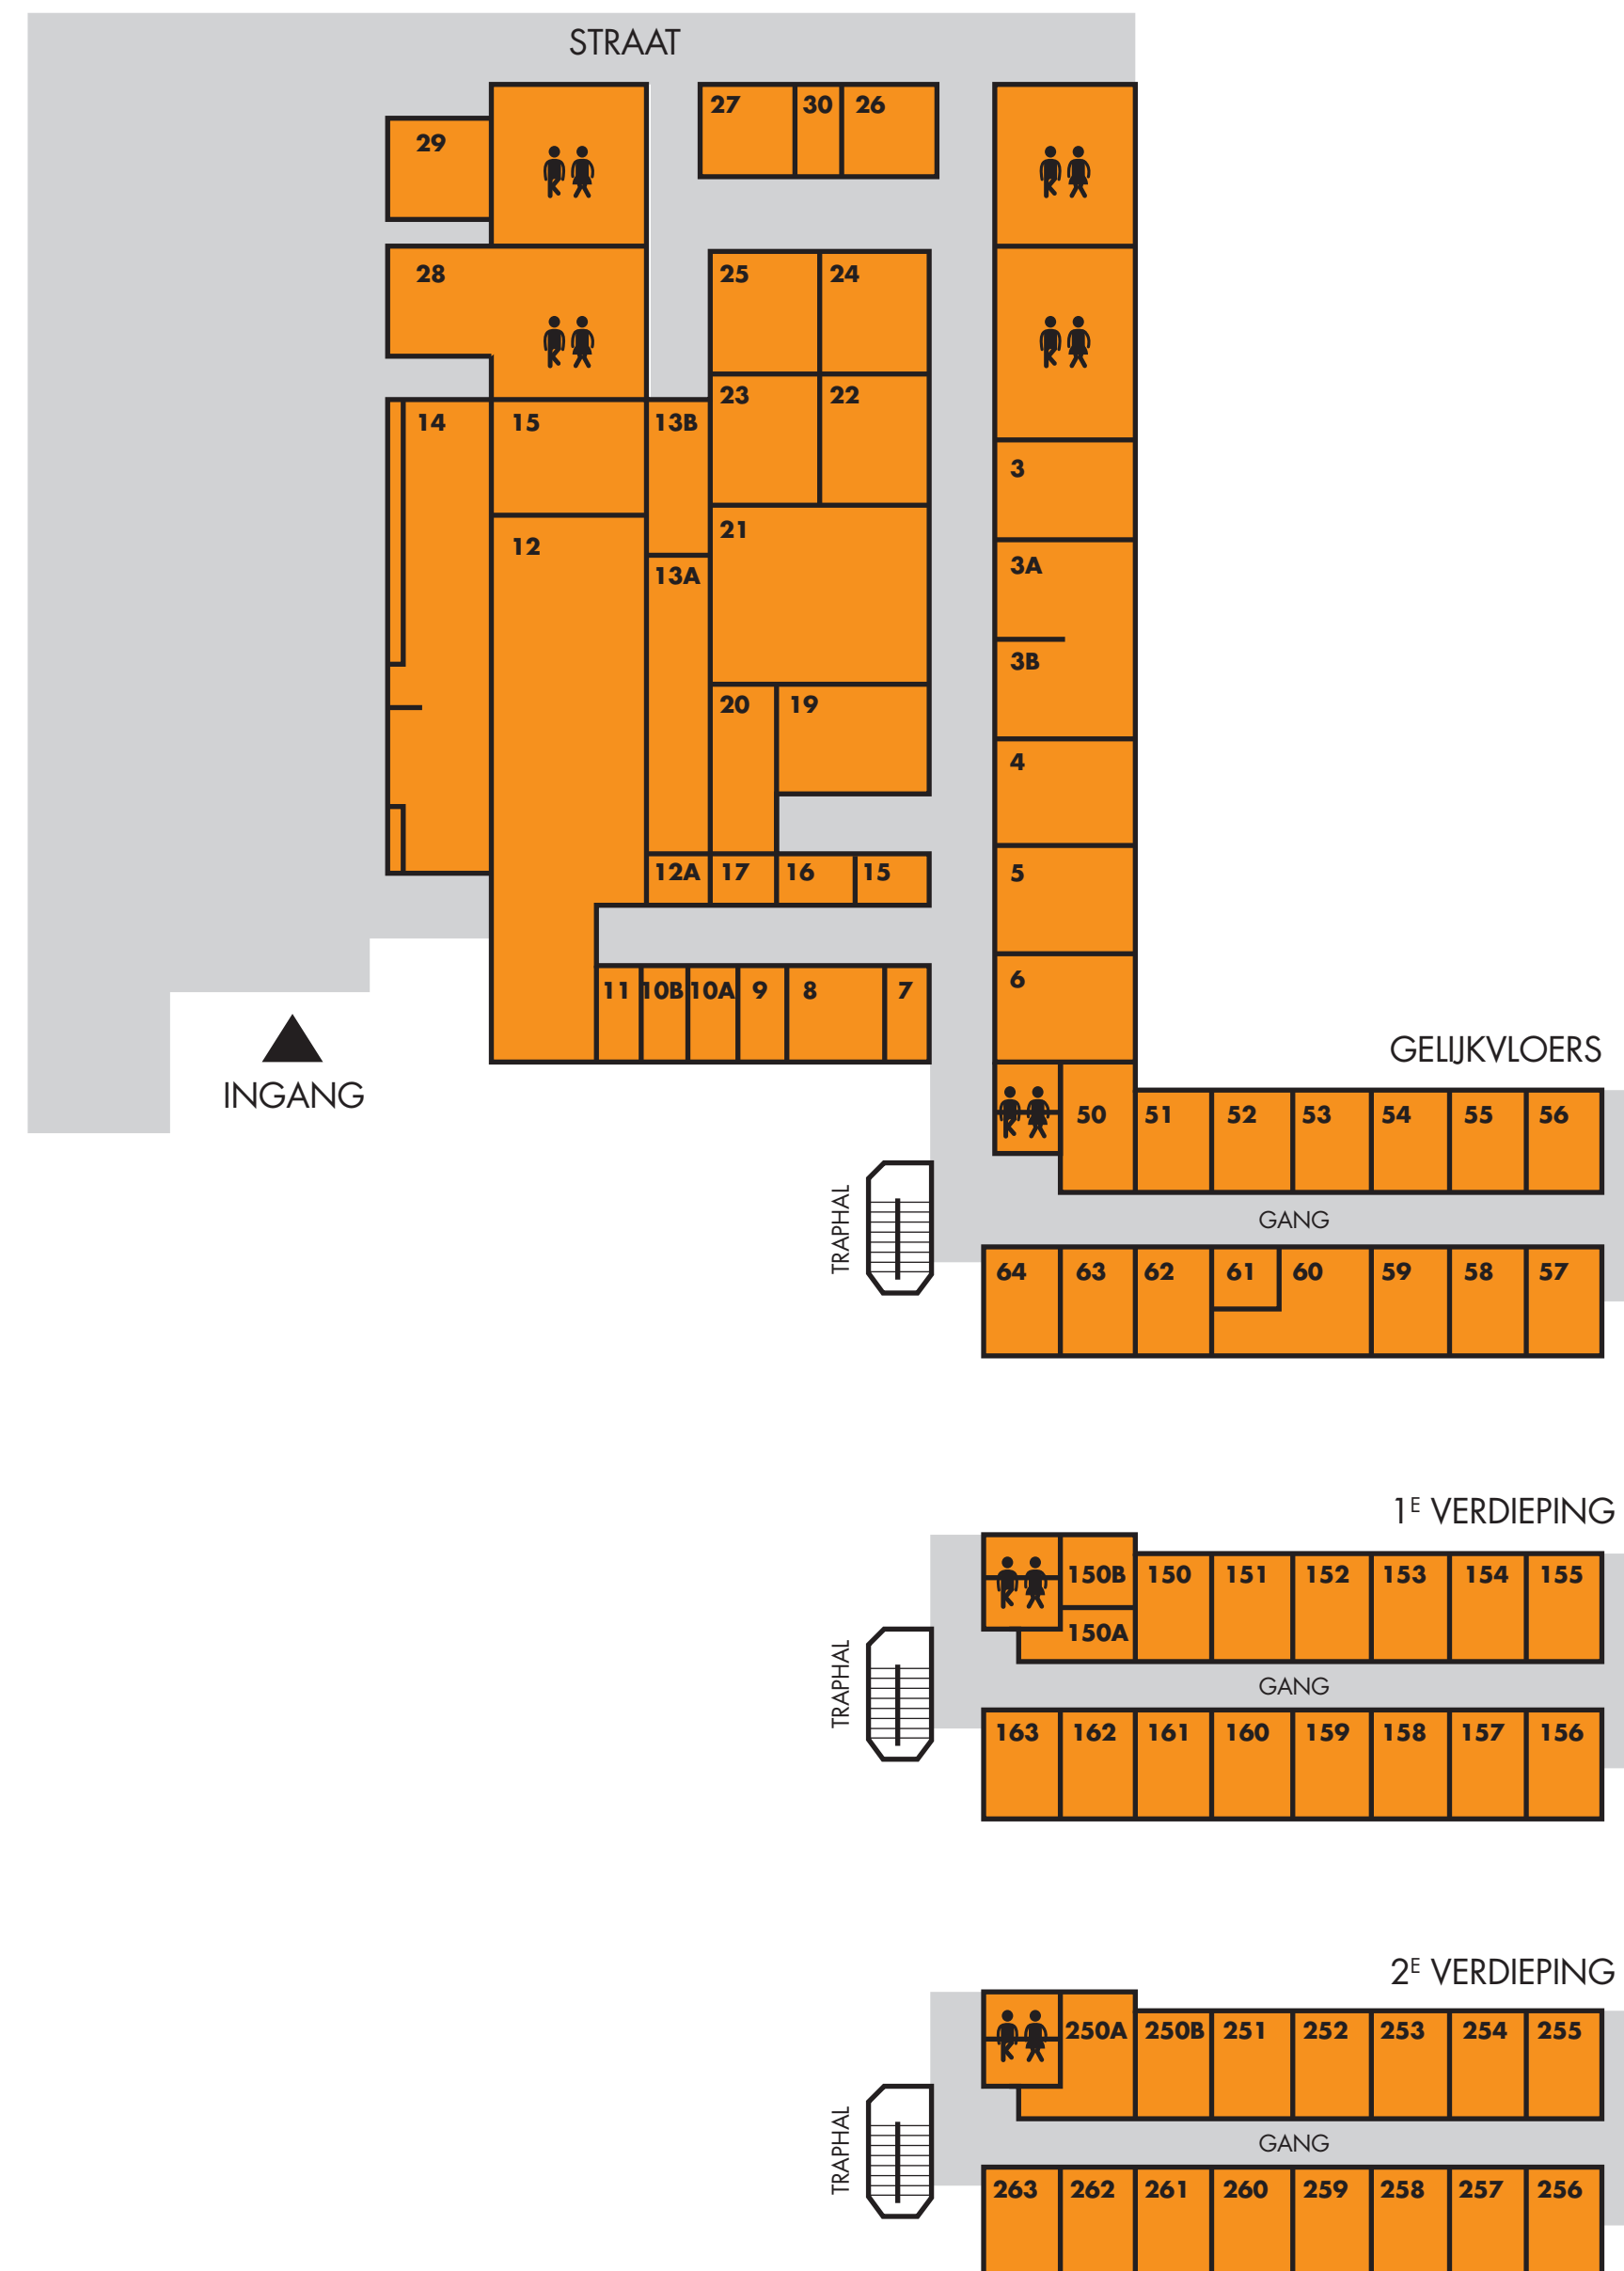 STRAAT
27 30 26
29
28
25 24
23 22
14 15 13B
3
21
12
3A
13A
3B
20 19
4
12A 17 16 15
5
6
11 10B 10A 9 8 7
INGANG
GELIJKVLOERS
50 51 52 53 54 55 56
TRAPHAL
GANG
64 63 62 61 60 59 58 57
1E VERDIEPING
150B 150 151 152 153 154 155
150A
TRAPHAL
GANG
163 162 161 160 159 158 157 156
2E VERDIEPING
250A 250B 251 252 253 254 255
TRAPHAL
GANG
263 262 261 260 259 258 257 256